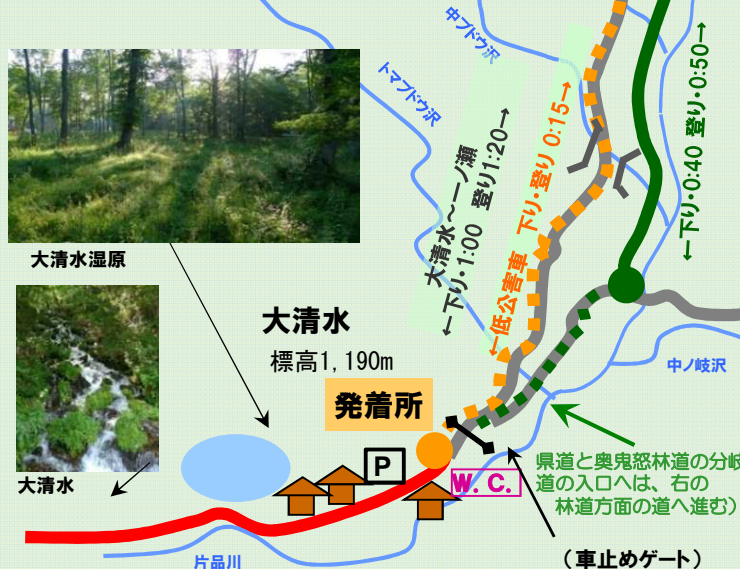 中ブドウ沢
トマブドウ沢
大清水～一ノ瀬
←下り・1:00 登り1:20→
←低公害車 下り・登り 0:15→
←下り・0:40 登り・0:50→
大清水湿原
大清水
標高1,190m
発着所
中ノ岐沢
P
W.C.
県道と奥鬼怒林道の分岐
道の入口へは、右の
林道方面の道へ進む）
大清水
片品川
（車止めゲート）